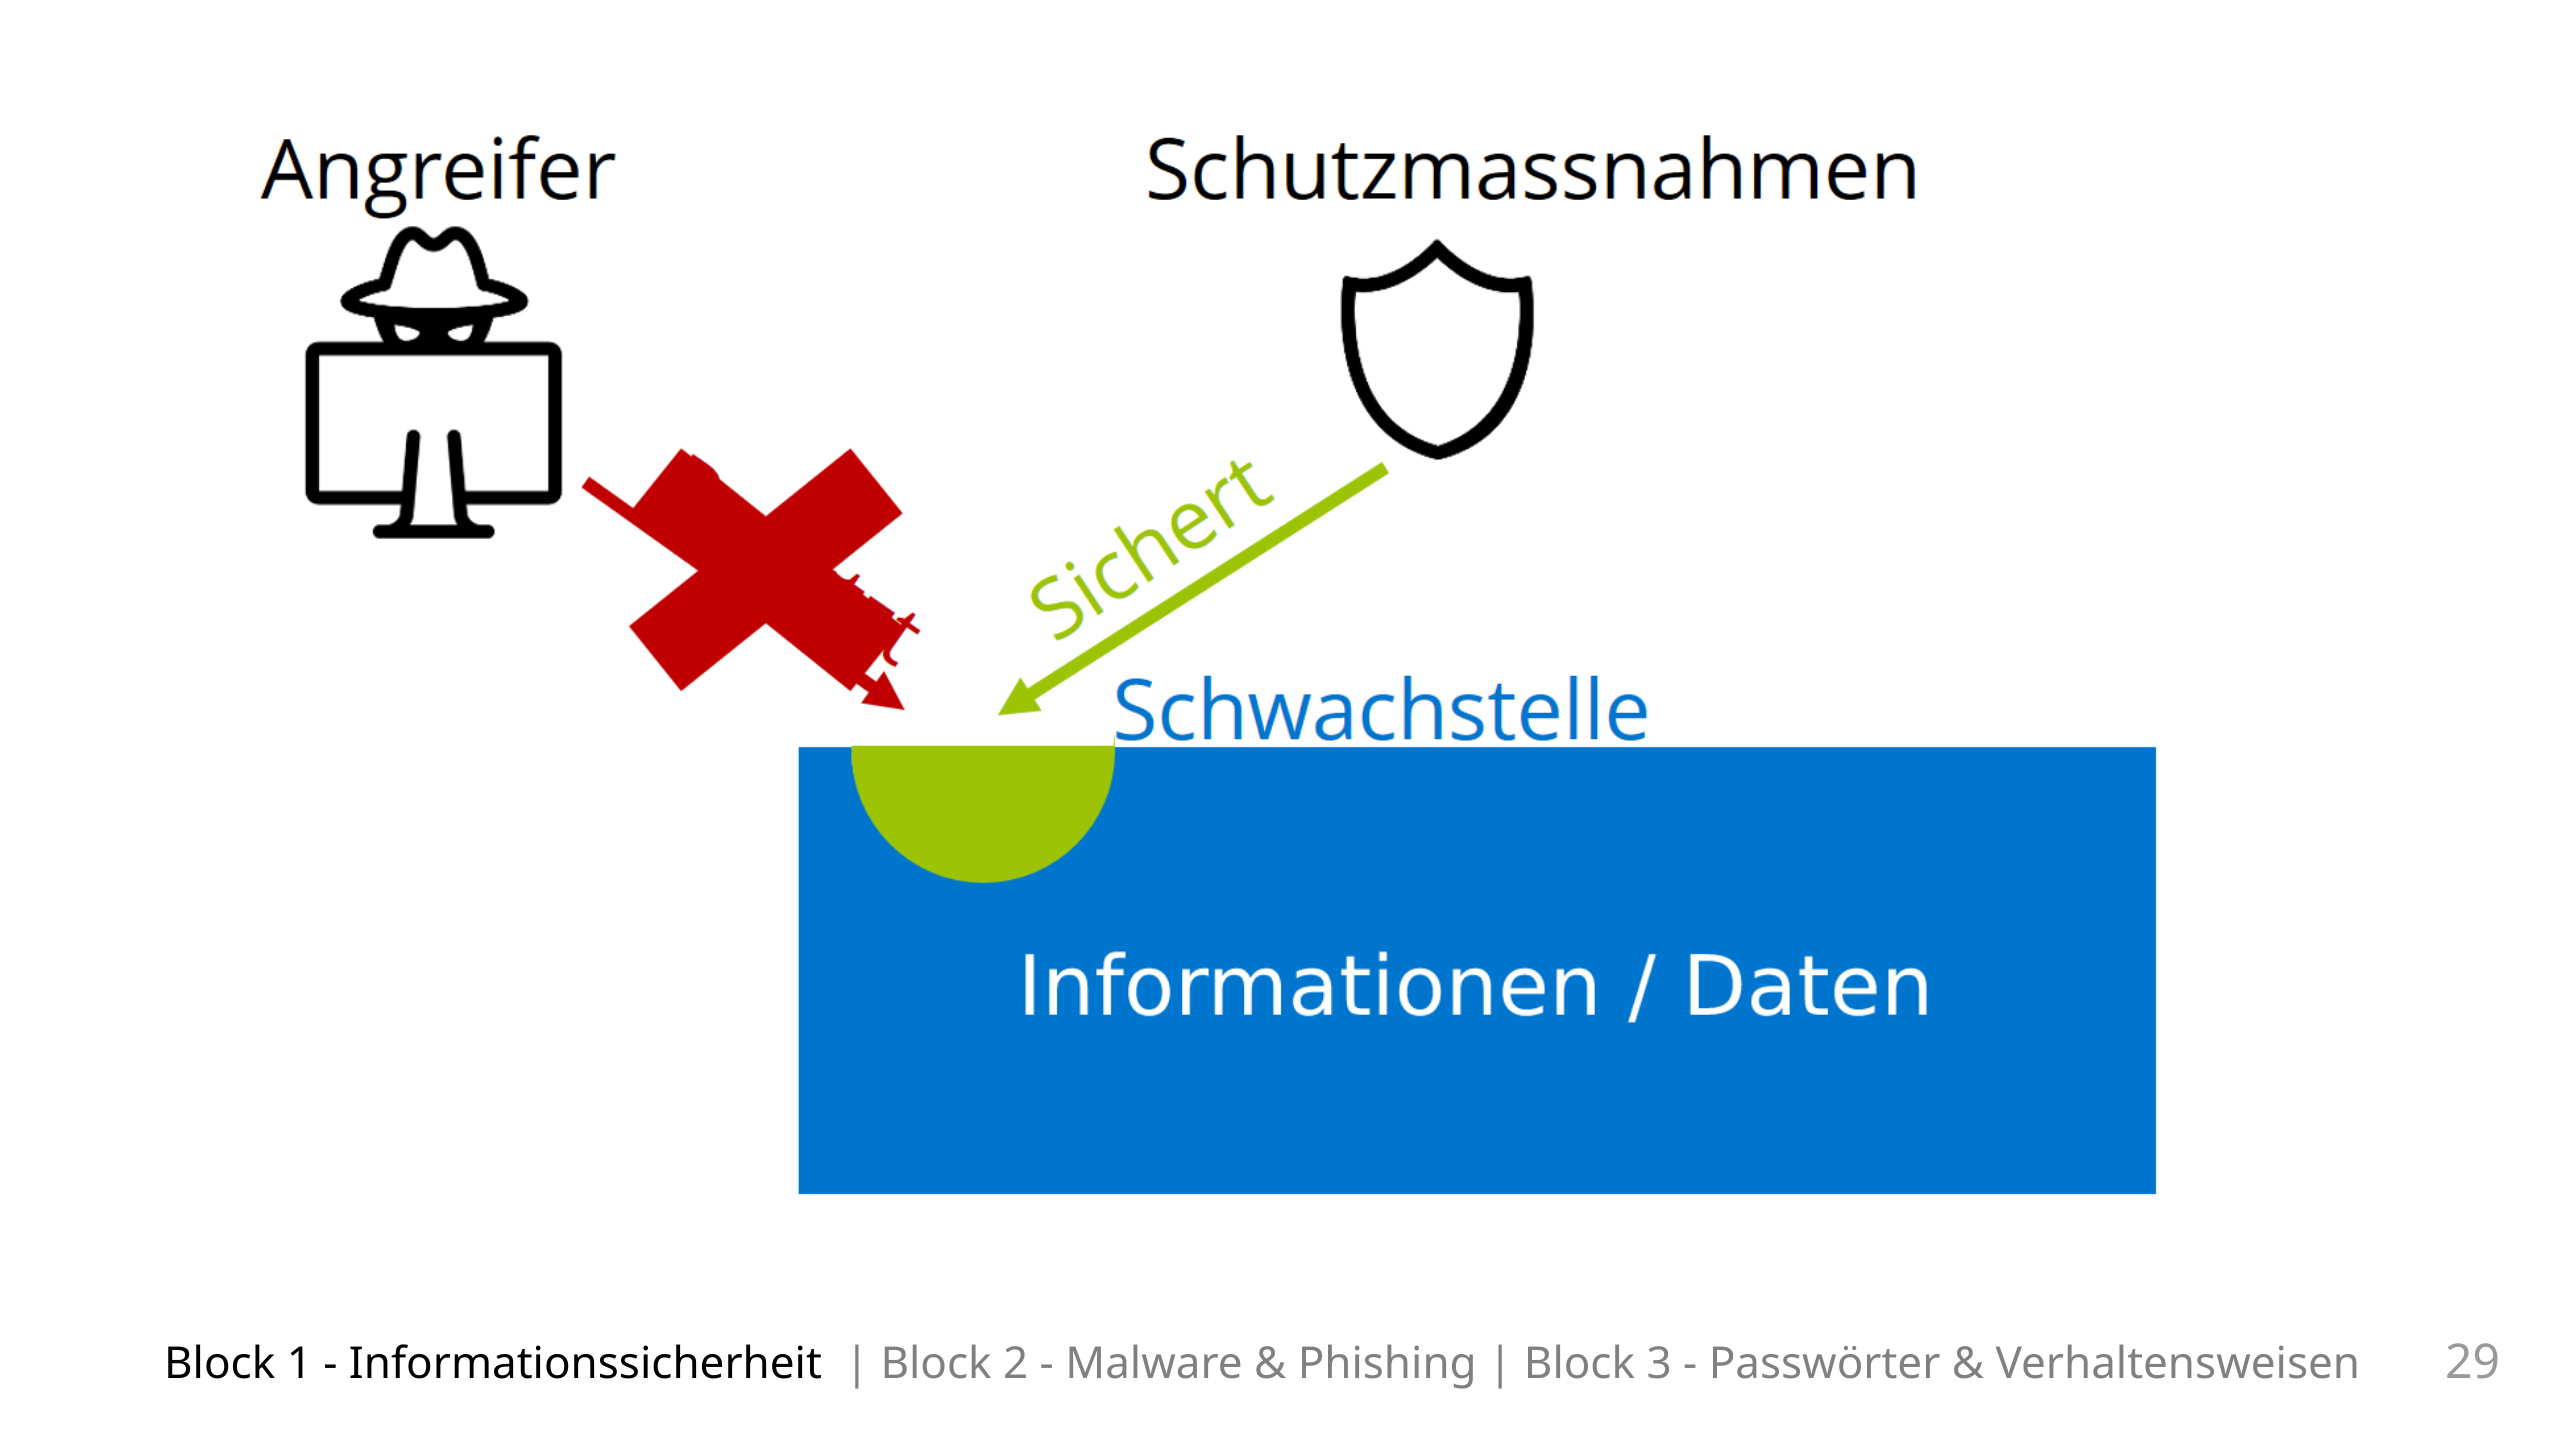 Angreifer
Schutzmassnahmen
Sichert
Schwachstelle
Informationen / Daten
Block 1 - Informationssicherheit | Block 2 - Malware & Phishing | Block 3 - Passwörter & Verhaltensweisen
29